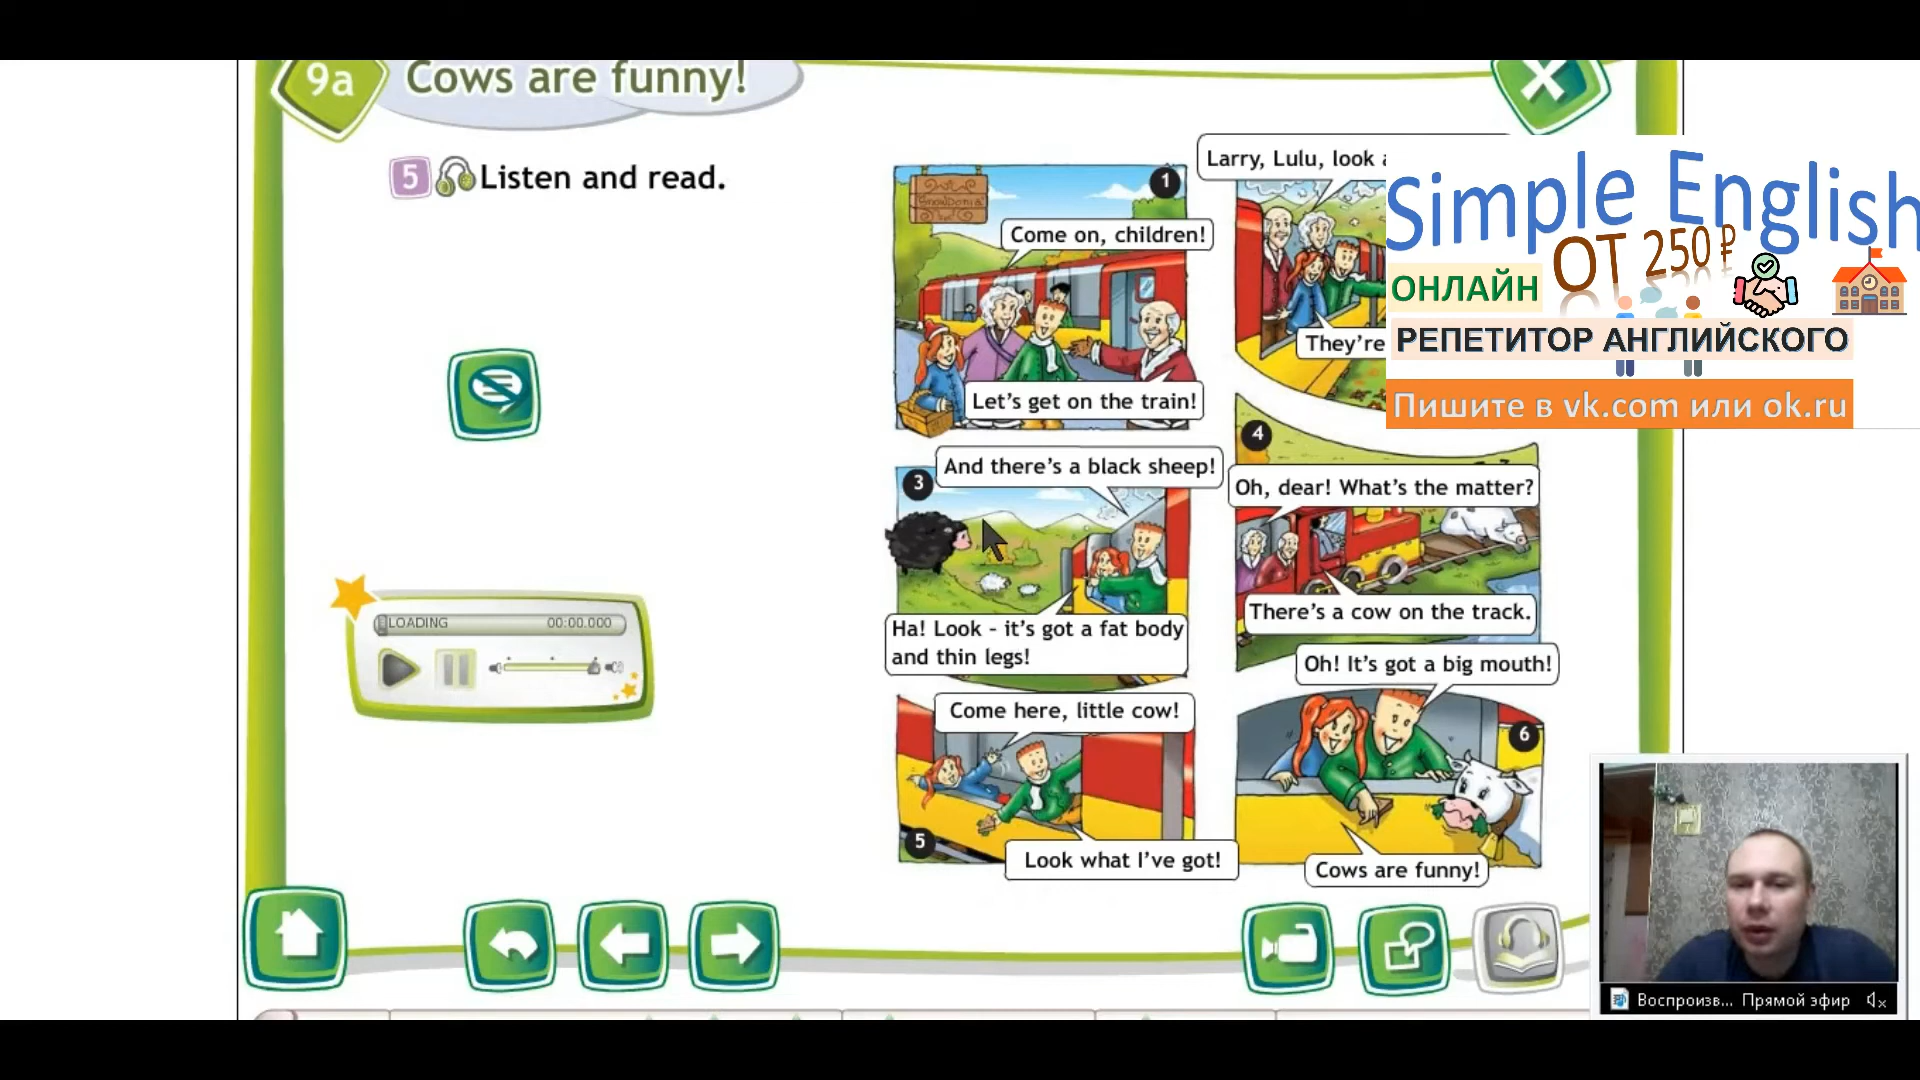 9a
Cows are funny!
5
Listen and read.
1
SNOWDONIA
Come on, children!
Let's get on the train!
Larry, Lulu, look
They're
3
And there's a black sheep!
Ha! Look - it's got a fat body
and thin legs!
4
Oh, dear! What's the matter?
There's a cow on the track.
5
Come here, little cow!
Look what I've got!
6
Oh! It's got a big mouth!
Cows are funny!
LOADING 00:00.000
Simple English
ОТ 250 ₽
ОНЛАЙН
РЕПЕТИТОР АНГЛИЙСКОГО
Пишите в vk.com или ok.ru
Воспроизв... Прямой эфир